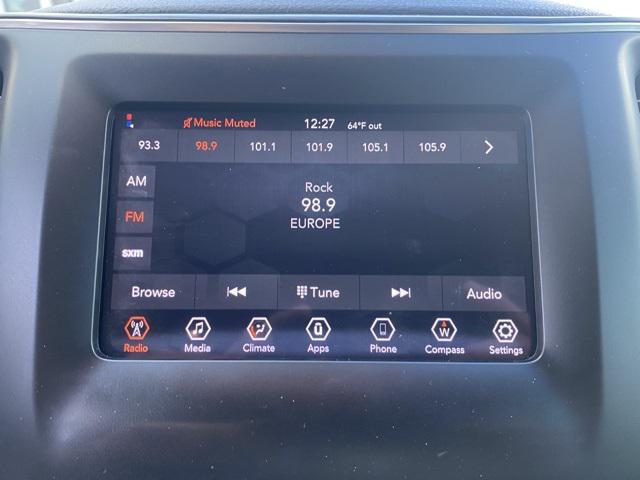 Music Muted 12:27 64°F out
93.3 98.9 101.1 101.9 105.1 105.9
AM
FM
sxm
Rock
98.9
EUROPE
Browse Tune Audio
W
Radio Media Climate Apps Phone Compass Settings